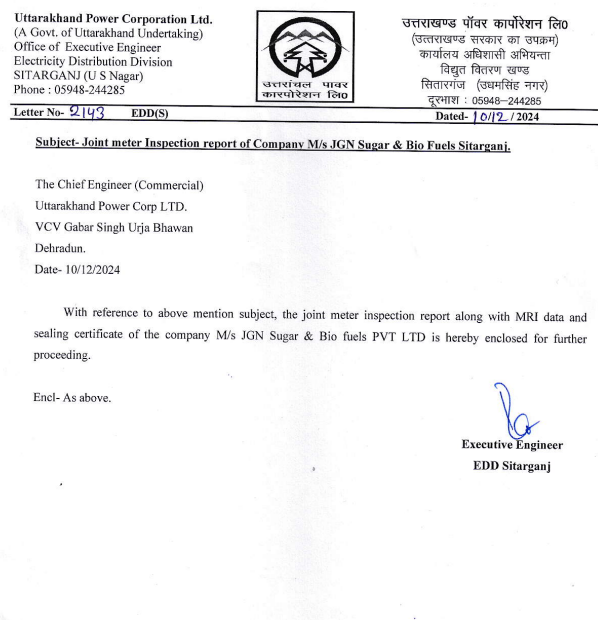 Uttarakhand Power Corporation Ltd.
(A Govt. of Uttarakhand Undertaking)
Office of Executive Engineer
Electricity Distribution Division
SITARGANJ (U S Nagar)
Phone : 05948-244285
उत्तरांचल पावर
कारपोरेशन लि0
उत्तराखण्ड पॉवर कार्पोरेशन लि0
(उत्तराखण्ड सरकार का उपक्रम)
कार्यालय अधिशासी अभियन्ता
विद्युत वितरण खण्ड
सितारगंज (उधमसिंह नगर)
दूरभाश : 05948–244285
Letter No- 2143 EDD(S) Dated- 10/12/2024
Subject- Joint meter Inspection report of Company M/s JGN Sugar & Bio Fuels Sitarganj.
The Chief Engineer (Commercial)
Uttarakhand Power Corp LTD.
VCV Gabar Singh Urja Bhawan
Dehradun.
Date- 10/12/2024
With reference to above mention subject, the joint meter inspection report along with MRI data and
sealing certificate of the company M/s JGN Sugar & Bio fuels PVT LTD is hereby enclosed for further
proceeding.
Encl- As above.
Executive Engineer
EDD Sitarganj